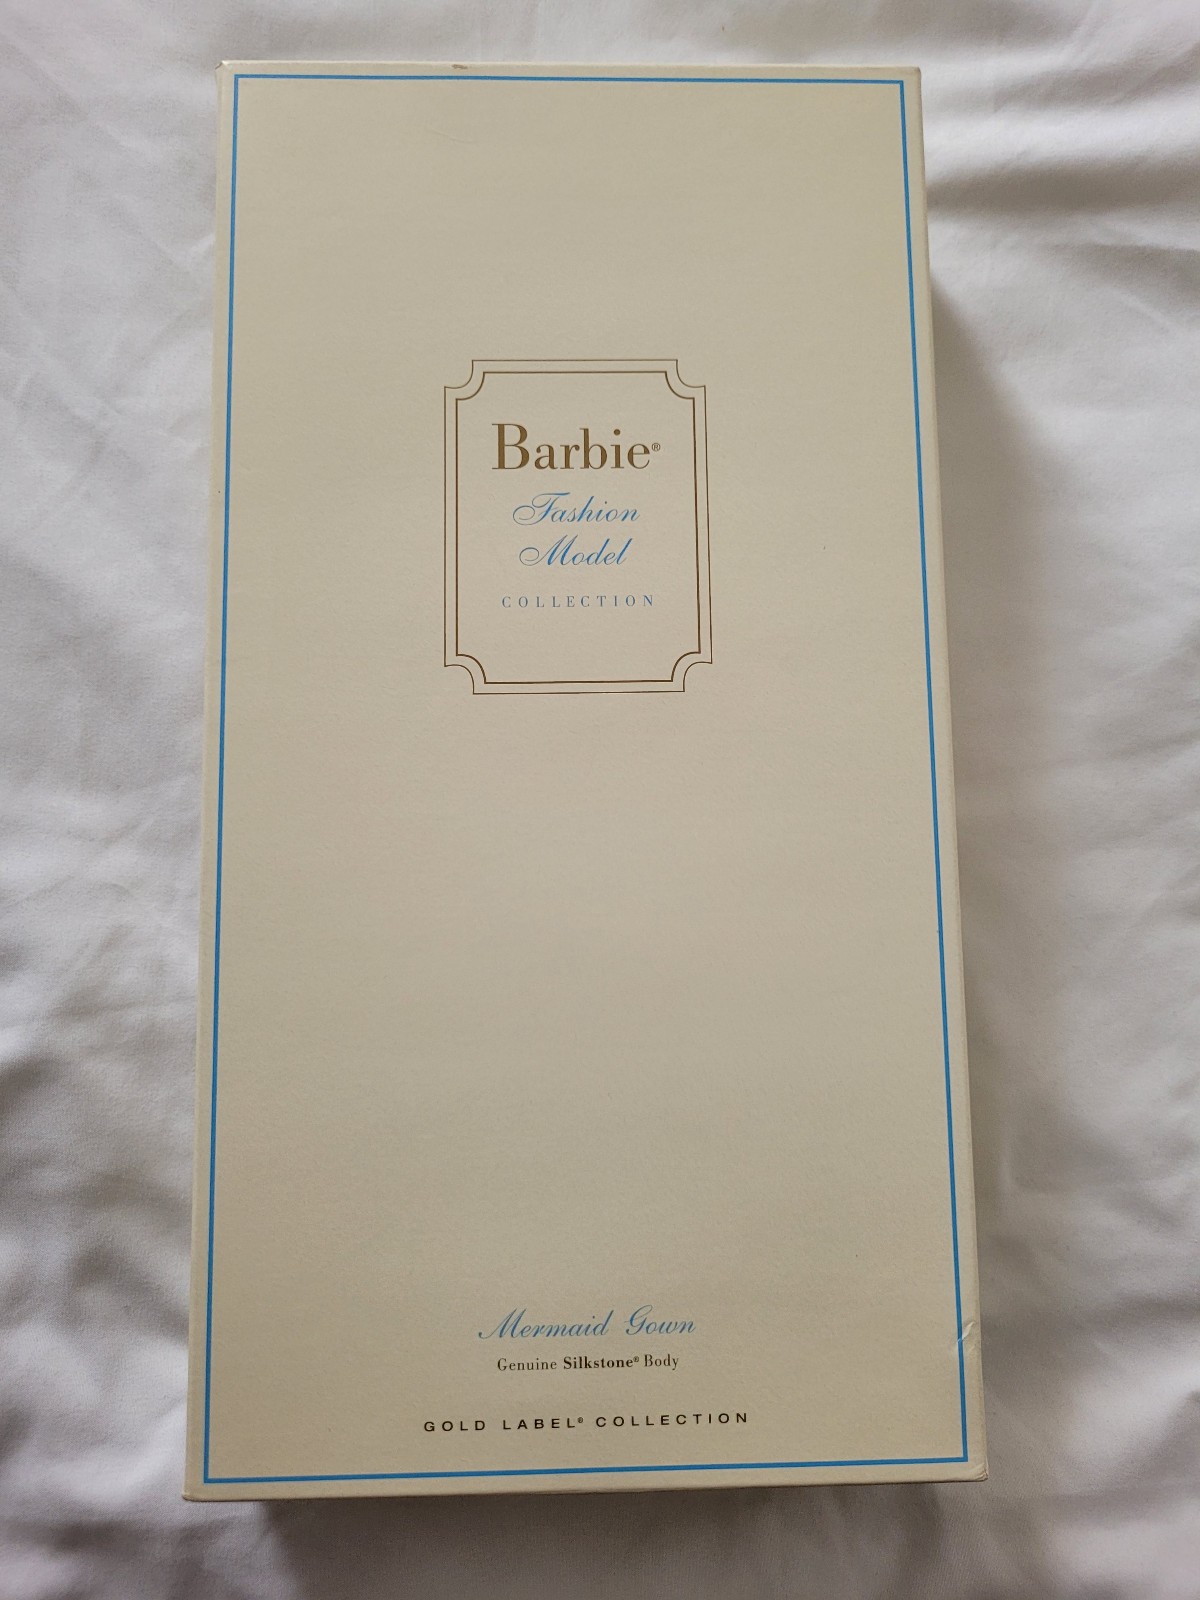 Barbie®
Fashion
Model
COLLECTION
Mermaid Gown
Genuine Silkstone® Body
GOLD LABEL® COLLECTION